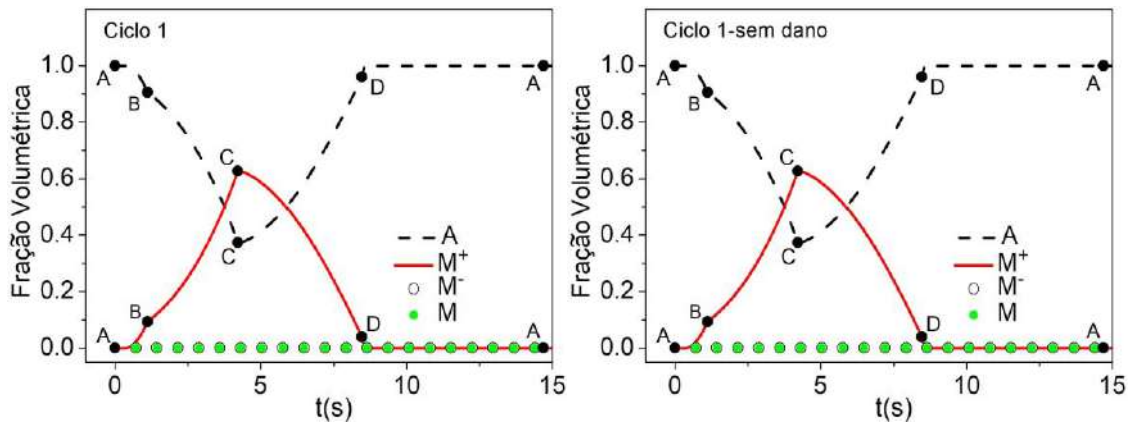 Ciclo 1
Fração Volumétrica
1.0
0.8
0.6
0.4
0.2
0.0
A
B
C
C
D
A
A
B
D
A
A
M+
M-
M
0
5
10
15
t(s)
Ciclo 1-sem dano
Fração Volumétrica
1.0
0.8
0.6
0.4
0.2
0.0
A
B
C
C
D
A
A
B
D
A
A
M+
M-
M
0
5
10
15
t(s)